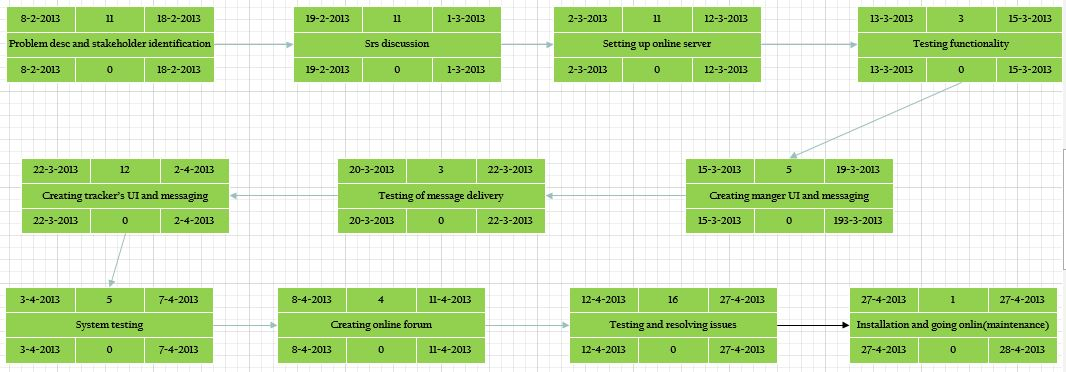 8-2-2013 11 18-2-2013
Problem desc and stakeholder identification
8-2-2013 0 18-2-2013
19-2-2013 11 1-3-2013
Srs discussion
19-2-2013 0 1-3-2013
2-3-2013 11 12-3-2013
Setting up online server
2-3-2013 0 12-3-2013
13-3-2013 3 15-3-2013
Testing functionality
13-3-2013 0 15-3-2013
15-3-2013 5 19-3-2013
Creating manger UI and messaging
15-3-2013 0 193-3-2013
20-3-2013 3 22-3-2013
Testing of message delivery
20-3-2013 0 22-3-2013
22-3-2013 12 2-4-2013
Creating tracker's UI and messaging
22-3-2013 0 2-4-2013
3-4-2013 5 7-4-2013
System testing
3-4-2013 0 7-4-2013
8-4-2013 4 11-4-2013
Creating online forum
8-4-2013 0 11-4-2013
12-4-2013 16 27-4-2013
Testing and resolving issues
12-4-2013 0 27-4-2013
27-4-2013 1 27-4-2013
Installation and going onlin(maintenance)
27-4-2013 0 28-4-2013